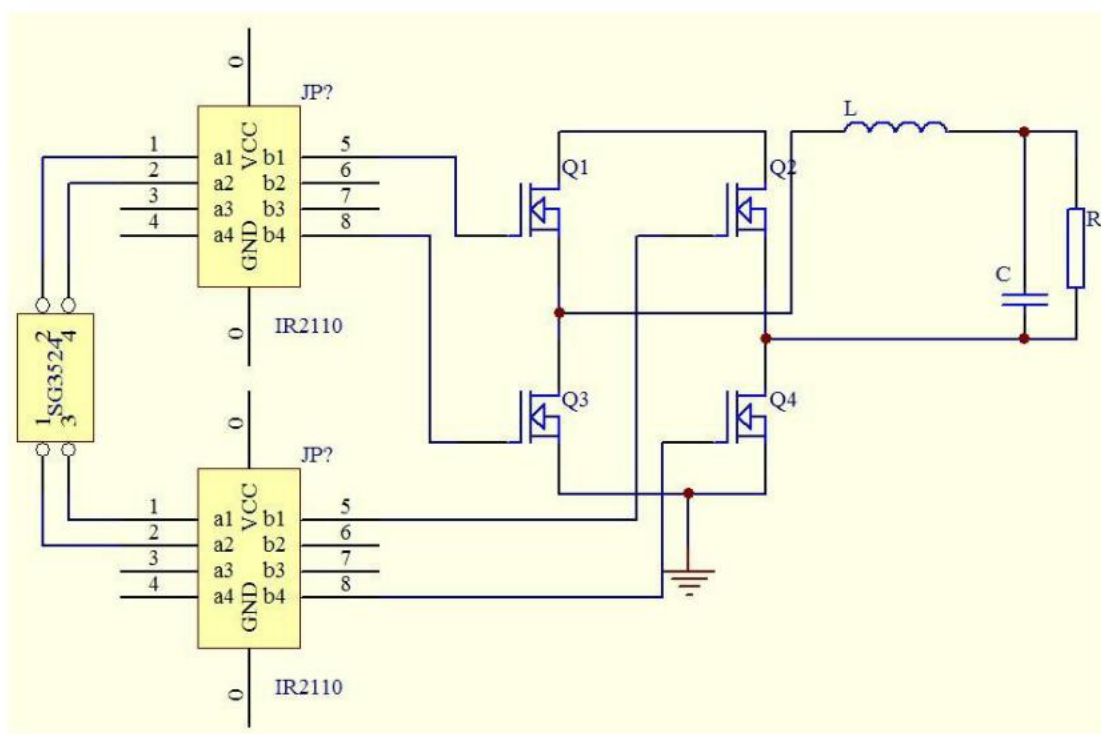 0
JP?
1 a1 VCC b1 5
2 a2 b2 6
3 a3 b3 7
4 a4 GND b4 8
0
IR2110
2 4
SG3524
1 3
0
JP?
1 a1 VCC b1 5
2 a2 b2 6
3 a3 b3 7
4 a4 GND b4 8
0
IR2110
Q1
Q2
Q3
Q4
L
C
R